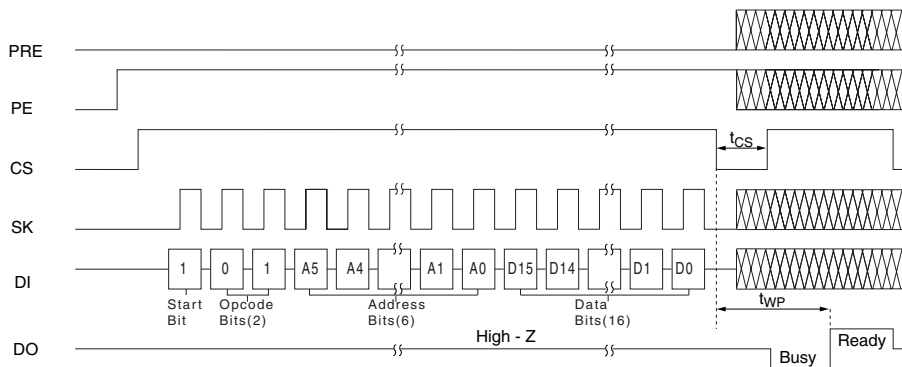 PRE
PE
CS
tCS
SK
DI
1 0 1 A5 A4 A1 A0 D15 D14 D1 D0
Start
Bit
Opcode
Bits(2)
Address
Bits(6)
Data
Bits(16)
tWP
DO
High - Z
Busy
Ready